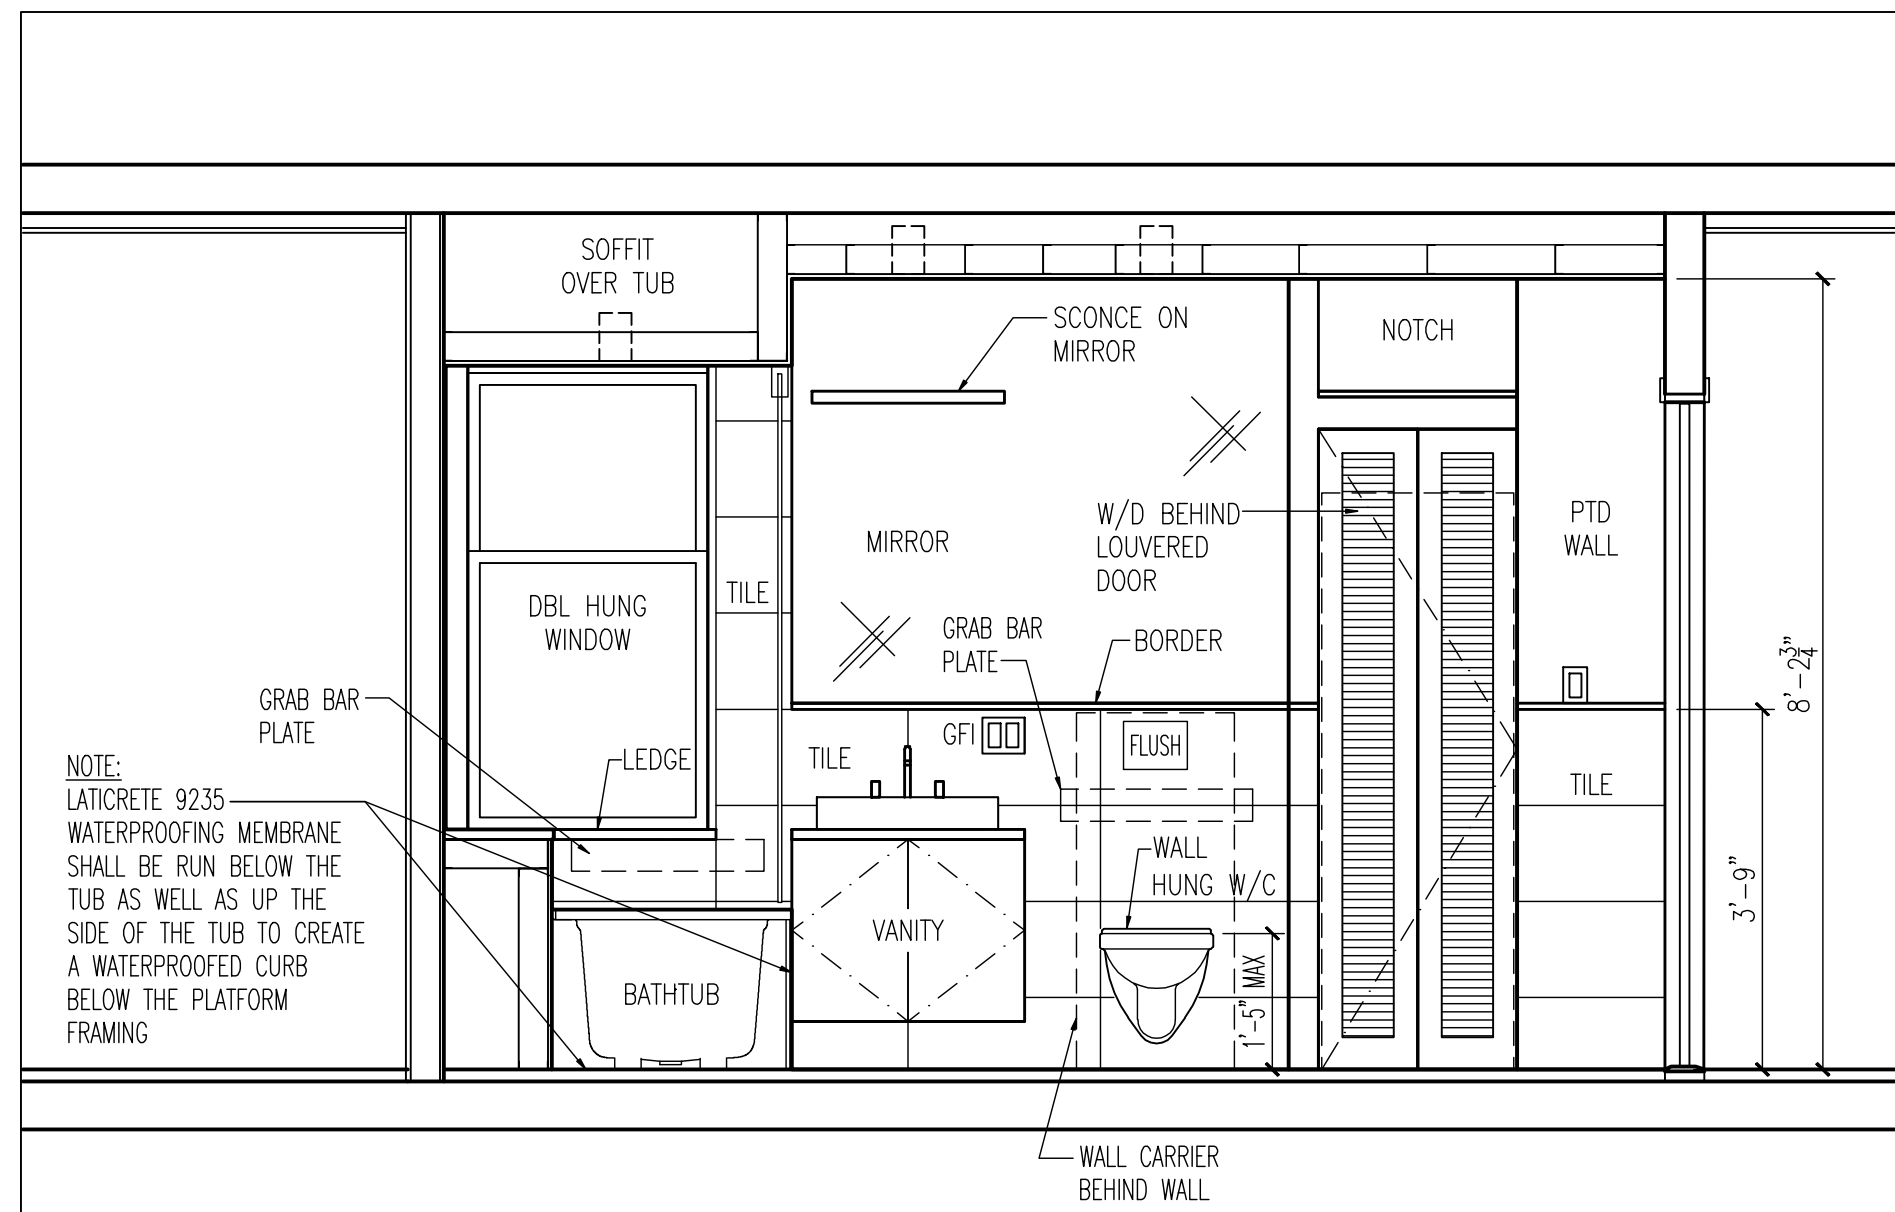 SOFFIT
OVER TUB
SCONCE ON
MIRROR
NOTCH
W/D BEHIND
LOUVERED
DOOR
PTD
WALL
MIRROR
TILE
DBL HUNG
WINDOW
GRAB BAR
PLATE
BORDER
8'-2 3/4"
GRAB BAR
PLATE
LEDGE
TILE
GFI
FLUSH
TILE
NOTE:
LATICRETE 9235
WATERPROOFING MEMBRANE
SHALL BE RUN BELOW THE
TUB AS WELL AS UP THE
SIDE OF THE TUB TO CREATE
A WATERPROOFED CURB
BELOW THE PLATFORM
FRAMING
WALL
HUNG W/C
3'-9"
VANITY
BATHTUB
1'-5" MAX
WALL CARRIER
BEHIND WALL